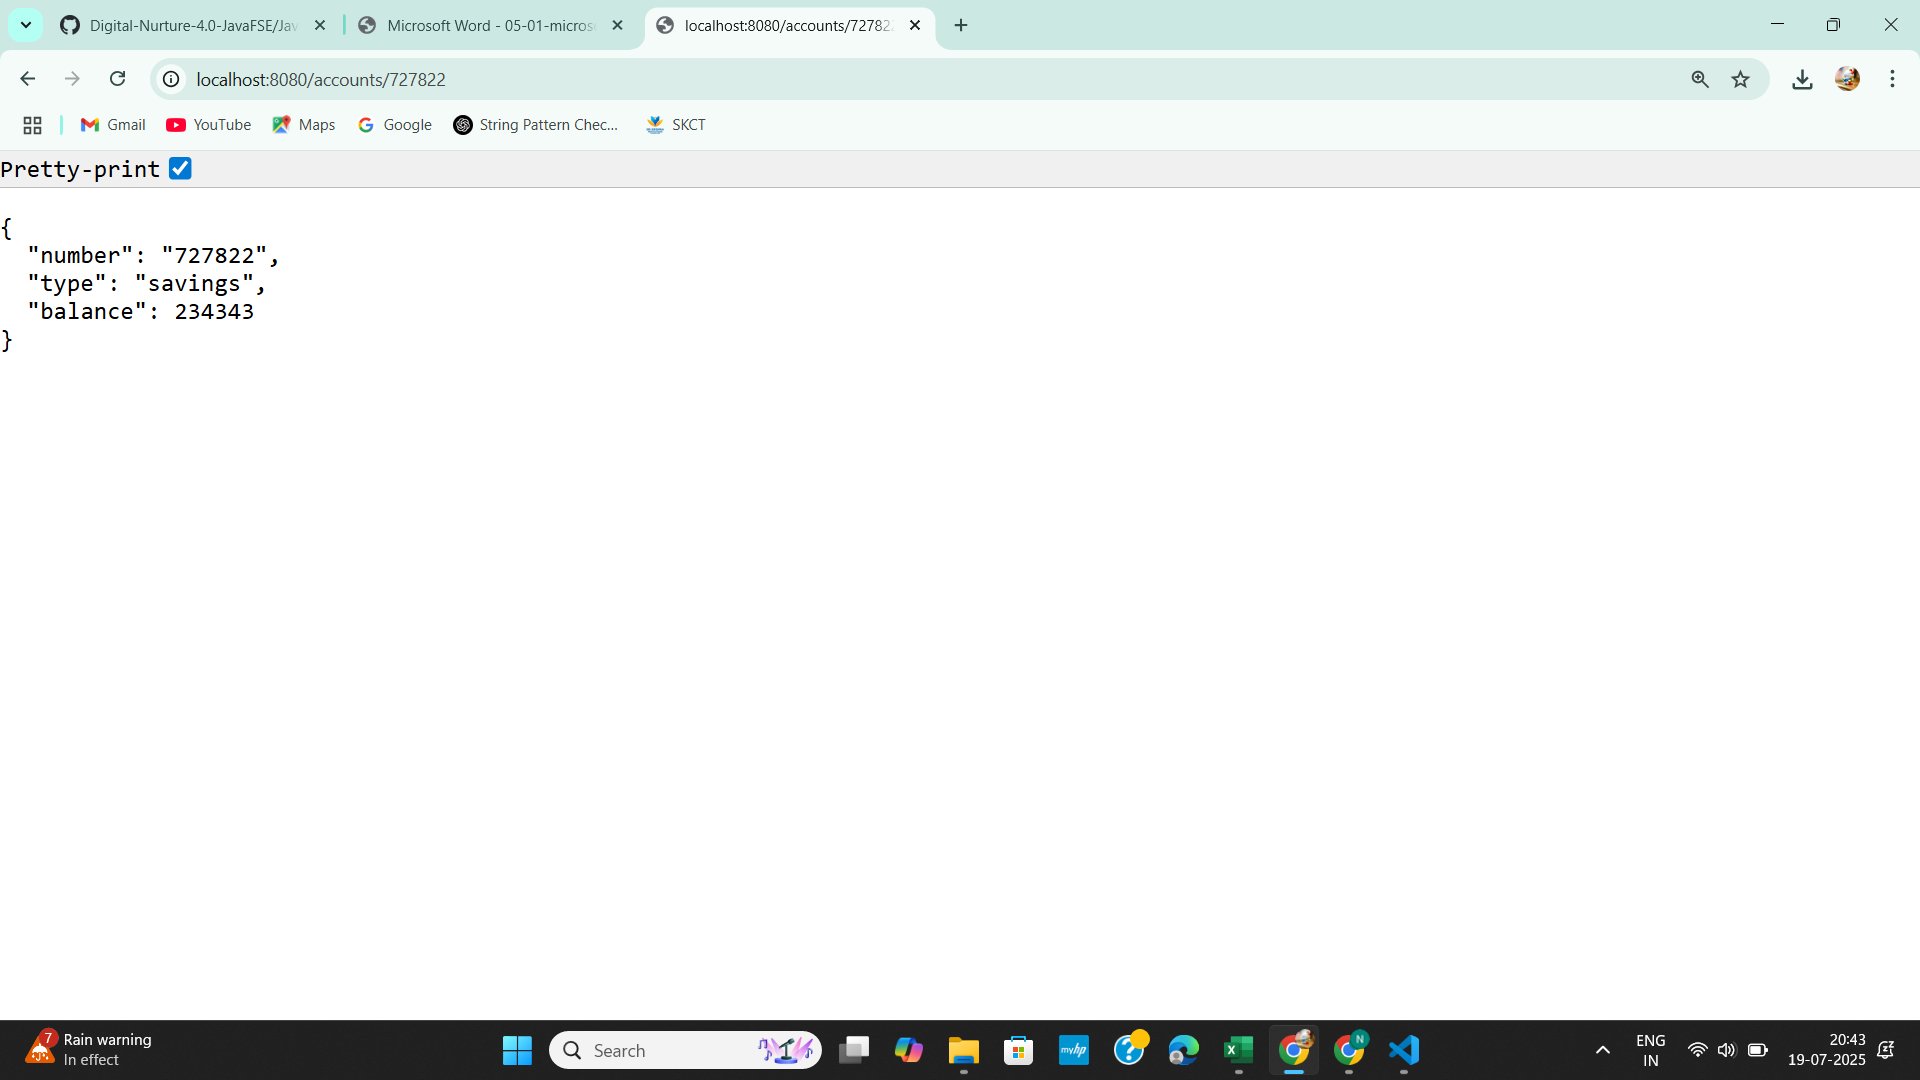 Digital-Nurture-4.0-JavaFSE/Jav
Microsoft Word - 05-01-micros
localhost:8080/accounts/72782
localhost:8080/accounts/727822
Gmail
YouTube
Maps
Google
String Pattern Chec...
SKCT
Pretty-print
{
"number": "727822",
"type": "savings",
"balance": 234343
}
7
Rain warning
In effect
Search
myhp
N
ENG
IN
20:43
19-07-2025